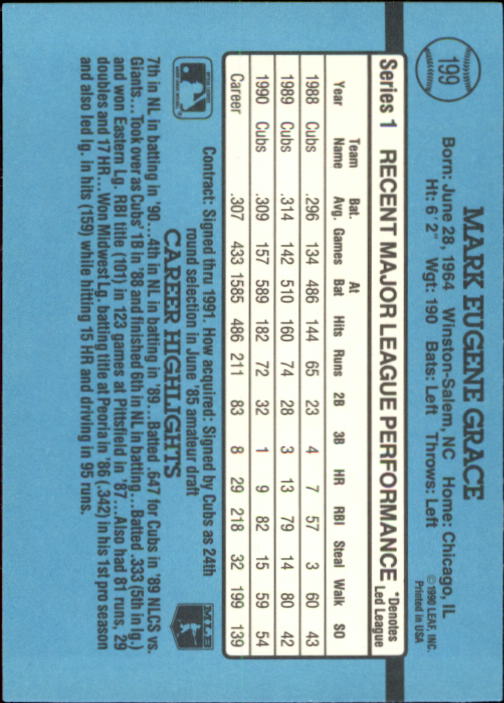 199
MARK EUGENE GRACE
Born: June 28, 1964 Winston-Salem, NC Home: Chicago, IL
Ht: 6' 2" Wgt: 190 Bats: Left Throws: Left
©1990 LEAF, INC.
Printed in USA
Series 1 RECENT MAJOR LEAGUE PERFORMANCE *Denotes Led League
Year Team Name Bat. Avg. Games At Bat Hits Runs 2B 3B HR RBI Steal Walk SO
1988 Cubs .296 134 486 144 65 23 4 7 57 3 60 43
1989 Cubs .314 142 510 160 74 28 3 13 79 14 80 42
1990 Cubs .309 157 589 182 72 32 1 9 82 15 59 54
Career .307 433 1585 486 211 83 8 29 218 32 199 139
Contract: Signed thru 1991. How acquired: Signed by Cubs as 24th
round selection in June '85 amateur draft
MLB
CAREER HIGHLIGHTS
7th in NL in batting in '90...4th in NL in batting in '89...Batted .647 for Cubs in '89 NLCS vs.
Giants...Took over as Cubs' 1B in '88 and finished 6th in NL in batting...Batted .333 (5th in lg.)
and won Eastern Lg. RBI title (101) in 123 games at Pittsfield in '87...Also had 81 runs, 29
doubles and 17 HR...Won Midwest Lg. batting title at Peoria in '86 (.342) in his 1st pro season
and also led lg. in hits (159) while hitting 15 HR and driving in 95 runs.